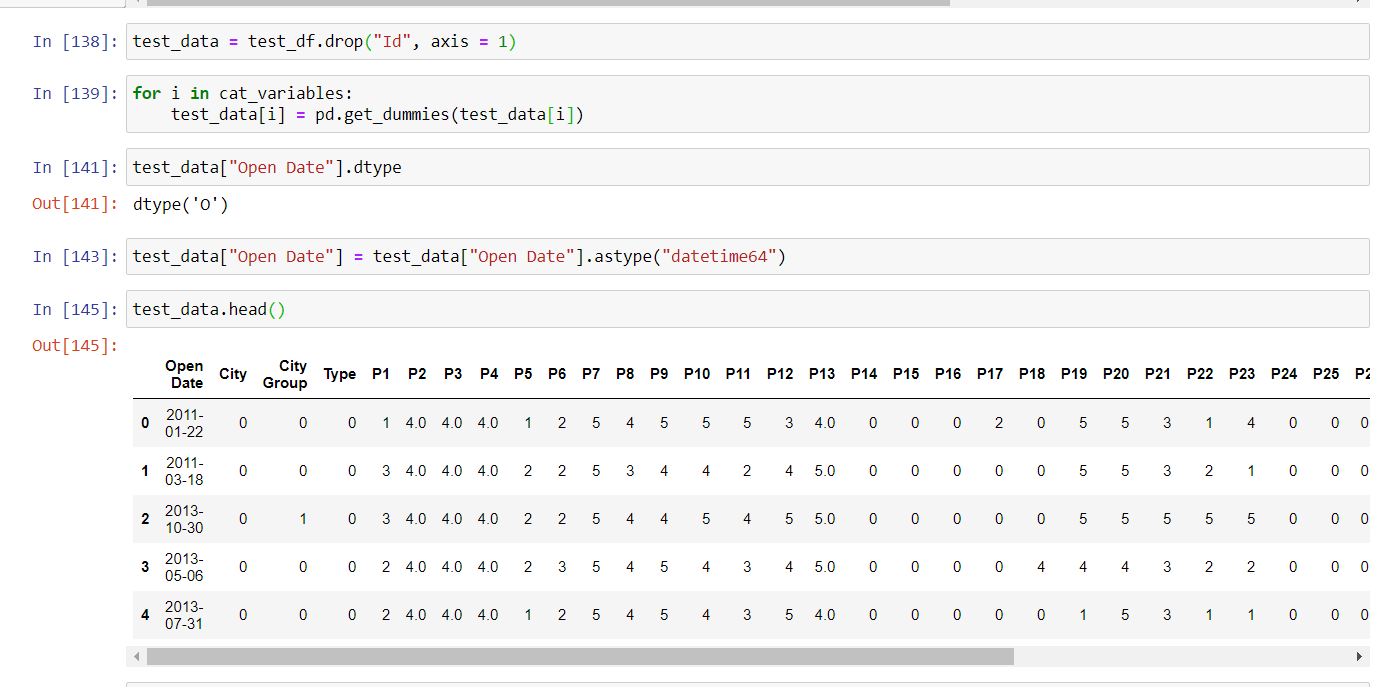 In [138]: test_data = test_df.drop("Id", axis = 1)
In [139]: for i in cat_variables:
    test_data[i] = pd.get_dummies(test_data[i])
In [141]: test_data["Open Date"].dtype
Out[141]: dtype('O')
In [143]: test_data["Open Date"] = test_data["Open Date"].astype("datetime64")
In [145]: test_data.head()
Out[145]:
Open Date City City Group Type P1 P2 P3 P4 P5 P6 P7 P8 P9 P10 P11 P12 P13 P14 P15 P16 P17 P18 P19 P20 P21 P22 P23 P24 P25
0 2011-01-22 0 0 0 1 4.0 4.0 4.0 1 2 5 4 5 5 5 3 4.0 0 0 0 2 0 5 5 3 1 4 0 0 0
1 2011-03-18 0 0 0 3 4.0 4.0 4.0 2 2 5 3 4 4 2 4 5.0 0 0 0 0 0 5 5 3 2 1 0 0 0
2 2013-10-30 0 1 0 3 4.0 4.0 4.0 2 2 5 4 4 5 4 5 5.0 0 0 0 0 0 5 5 5 5 5 0 0 0
3 2013-05-06 0 0 0 2 4.0 4.0 4.0 2 3 5 4 5 4 3 4 5.0 0 0 0 0 4 4 4 3 2 2 0 0 0
4 2013-07-31 0 0 0 2 4.0 4.0 4.0 1 2 5 4 5 4 3 5 4.0 0 0 0 0 0 1 5 3 1 1 0 0 0